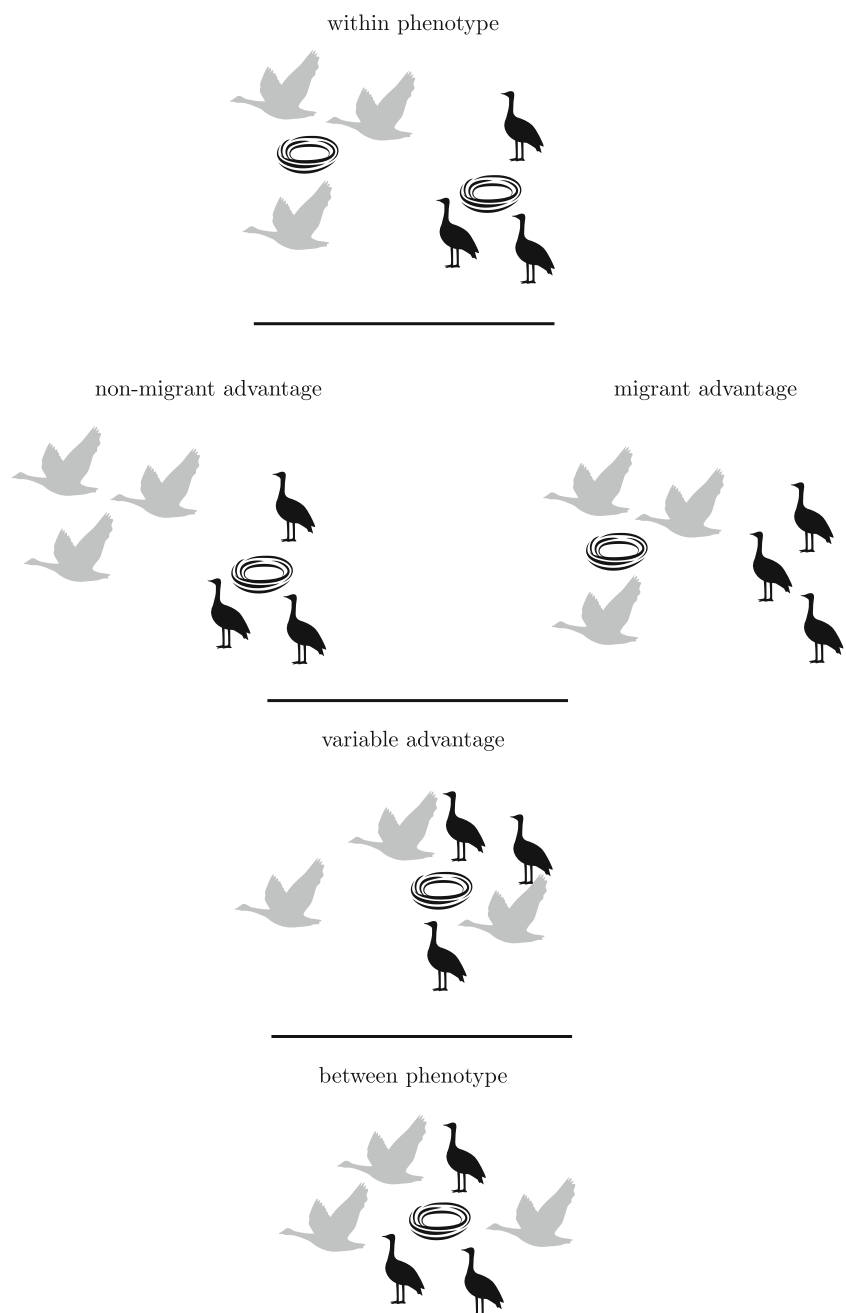 within phenotype
non-migrant advantage
migrant advantage
variable advantage
between phenotype